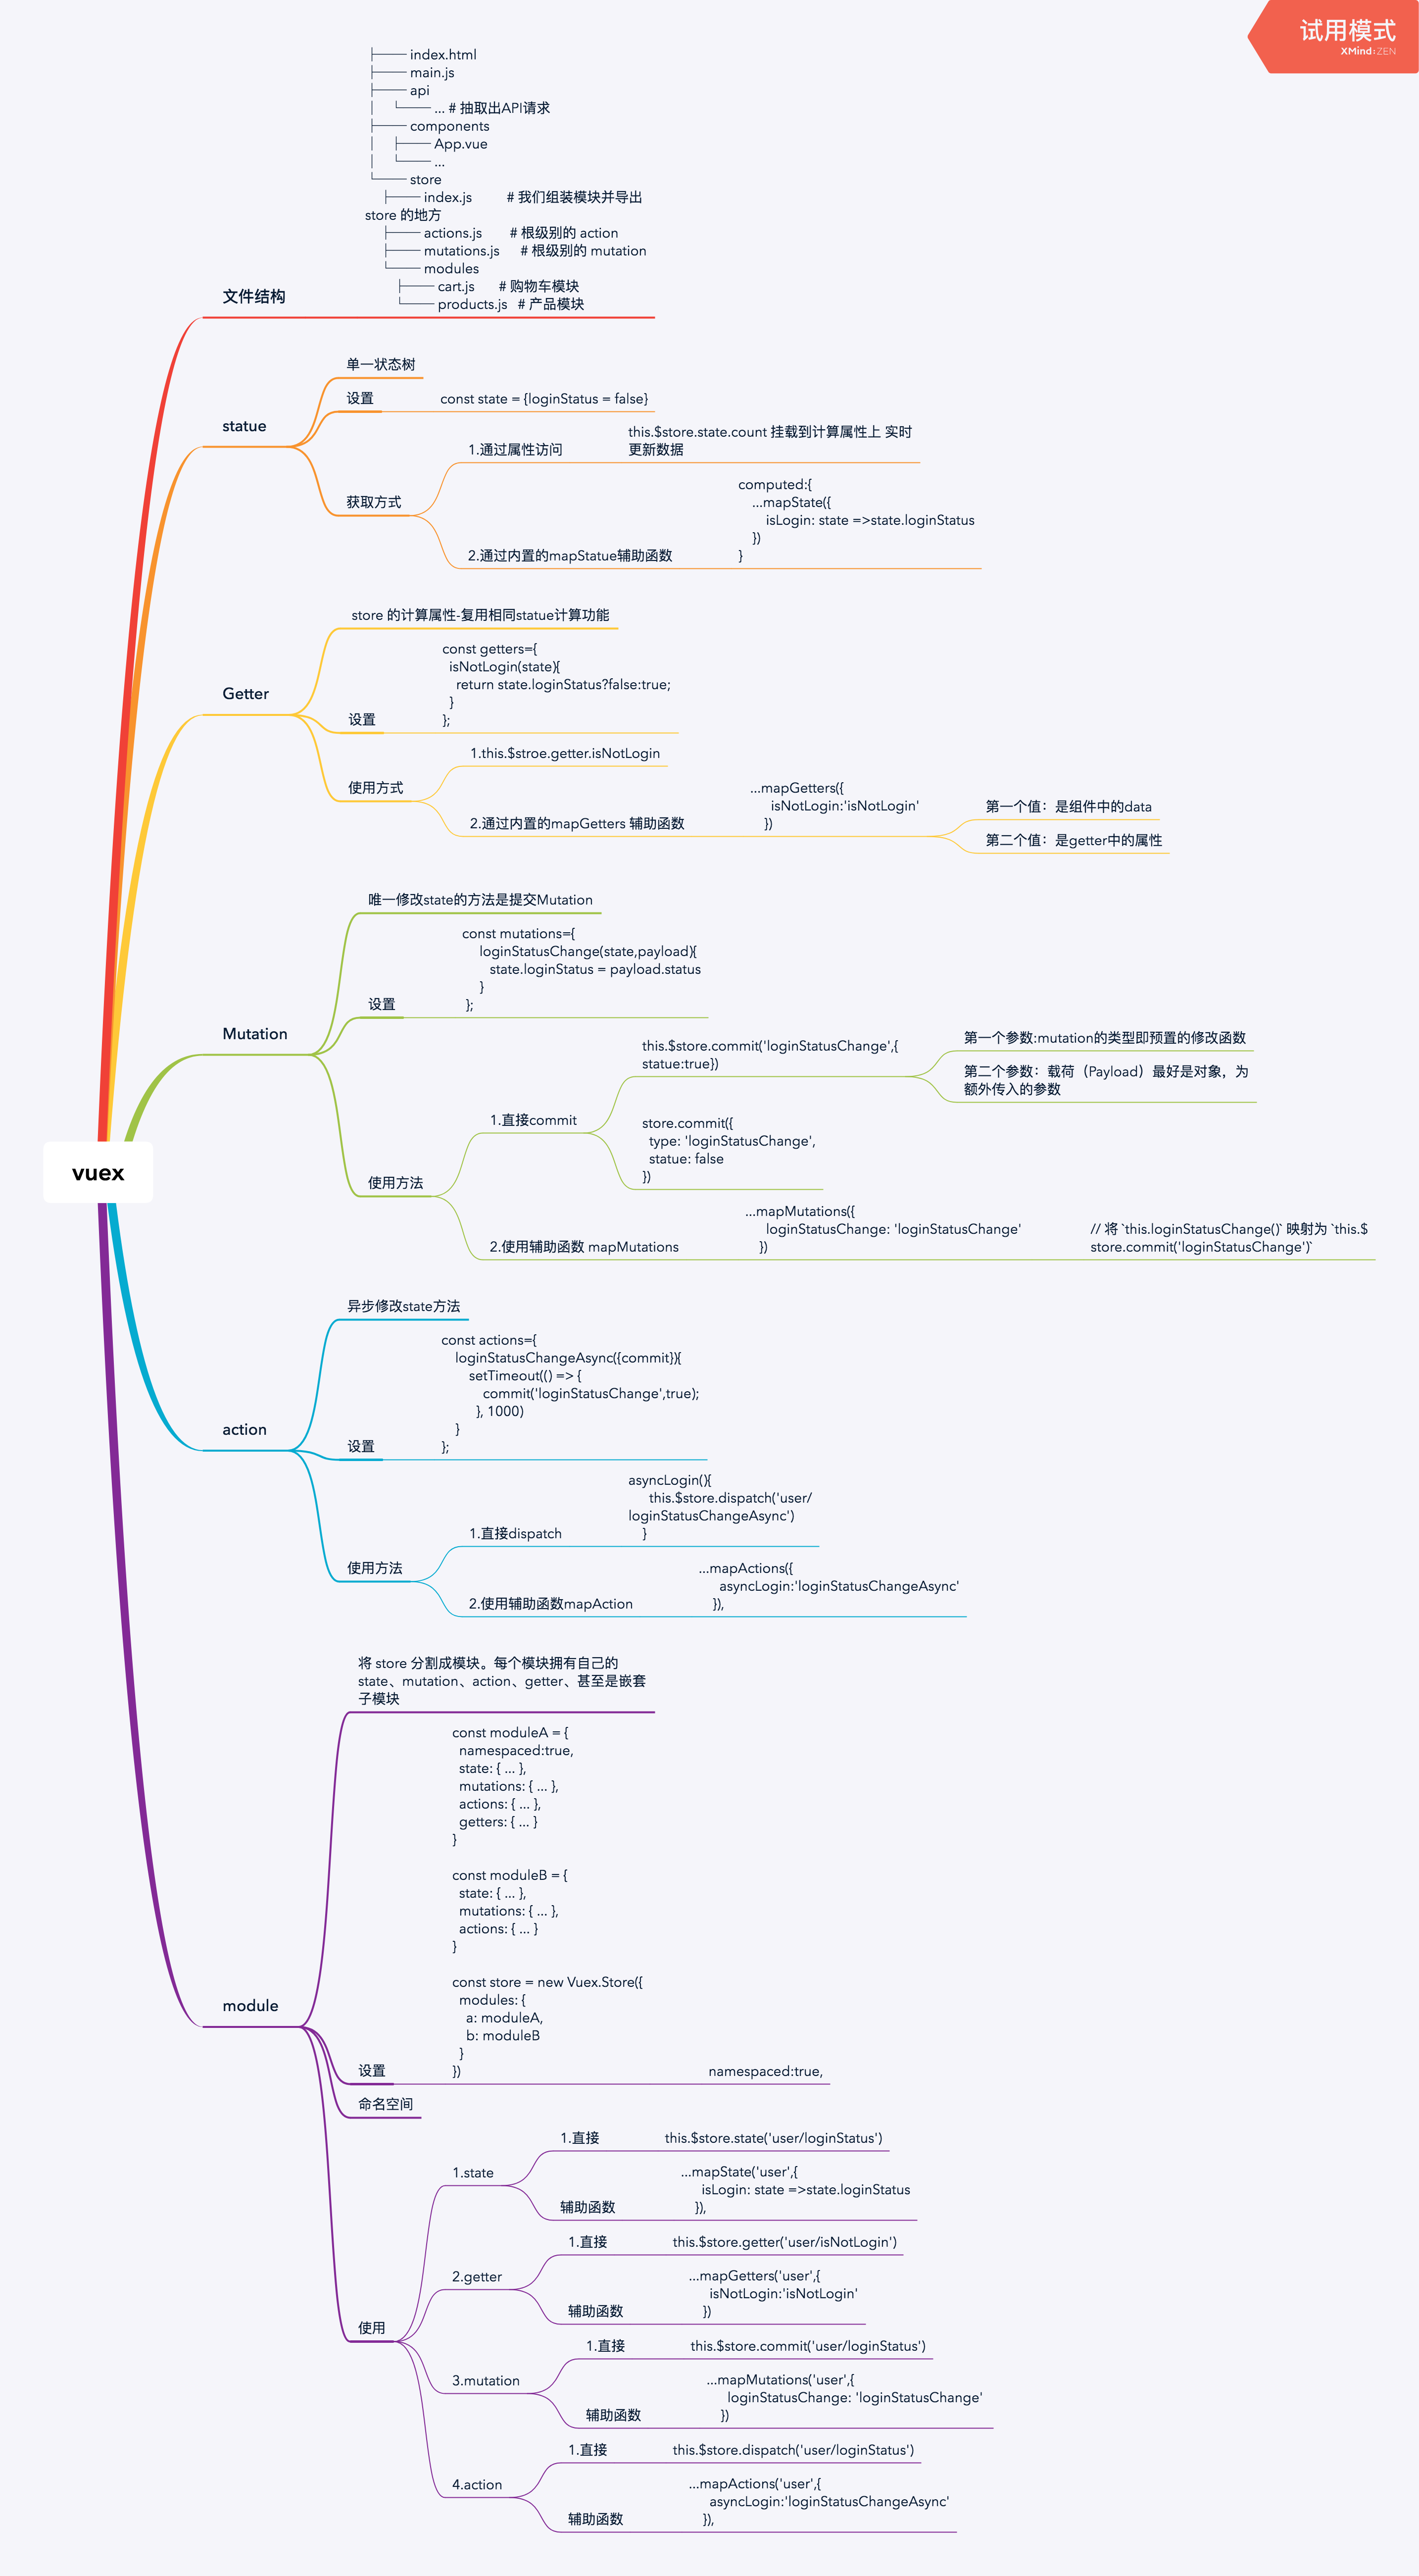 试用模式
XMind:ZEN
├── index.html
├── main.js
├── api
│   └── ... # 抽取出API请求
├── components
│   ├── App.vue
│   └── ...
└── store
    ├── index.js          # 我们组装模块并导出
store 的地方
    ├── actions.js        # 根级别的 action
    ├── mutations.js      # 根级别的 mutation
    └── modules
        ├── cart.js       # 购物车模块
        └── products.js   # 产品模块
文件结构
单一状态树
设置
const state = {loginStatus = false}
statue
this.$store.state.count 挂载到计算属性上 实时
更新数据
1.通过属性访问
获取方式
computed:{
    ...mapState({
        isLogin: state =>state.loginStatus
    })
}
2.通过内置的mapStatue辅助函数
store 的计算属性-复用相同statue计算功能
const getters={
  isNotLogin(state){
    return state.loginStatus?false:true;
  }
};
设置
Getter
1.this.$stroe.getter.isNotLogin
使用方式
...mapGetters({
      isNotLogin:'isNotLogin'
    })
2.通过内置的mapGetters 辅助函数
第一个值：是组件中的data
第二个值：是getter中的属性
唯一修改state的方法是提交Mutation
const mutations={
     loginStatusChange(state,payload){
        state.loginStatus = payload.status
     }
 };
设置
Mutation
this.$store.commit('loginStatusChange',{
statue:true})
第一个参数:mutation的类型即预置的修改函数
第二个参数：载荷（Payload）最好是对象，为
额外传入的参数
1.直接commit
store.commit({
  type: 'loginStatusChange',
  statue: false
})
使用方法
...mapMutations({
      loginStatusChange: 'loginStatusChange'
    })
2.使用辅助函数 mapMutations
// 将 `this.loginStatusChange()` 映射为 `this.$
store.commit('loginStatusChange')`
vuex
异步修改state方法
const actions={
    loginStatusChangeAsync({commit}){
        setTimeout(() => {
            commit('loginStatusChange',true);
          }, 1000)
    }
};
设置
action
asyncLogin(){
      this.$store.dispatch('user/
loginStatusChangeAsync')
    }
1.直接dispatch
使用方法
...mapActions({
      asyncLogin:'loginStatusChangeAsync'
    }),
2.使用辅助函数mapAction
将 store 分割成模块。每个模块拥有自己的
state、mutation、action、getter、甚至是嵌套
子模块
const moduleA = {
  namespaced:true,
  state: { ... },
  mutations: { ... },
  actions: { ... },
  getters: { ... }
}
const moduleB = {
  state: { ... },
  mutations: { ... },
  actions: { ... }
}
const store = new Vuex.Store({
  modules: {
    a: moduleA,
    b: moduleB
  }
})
设置
namespaced:true,
module
命名空间
使用
1.state
1.直接
this.$store.state('user/loginStatus')
...mapState('user',{
      isLogin: state =>state.loginStatus
    }),
辅助函数
2.getter
1.直接
this.$store.getter('user/isNotLogin')
...mapGetters('user',{
      isNotLogin:'isNotLogin'
    })
辅助函数
3.mutation
1.直接
this.$store.commit('user/loginStatus')
...mapMutations('user',{
      loginStatusChange: 'loginStatusChange'
    })
辅助函数
4.action
1.直接
this.$store.dispatch('user/loginStatus')
...mapActions('user',{
      asyncLogin:'loginStatusChangeAsync'
    }),
辅助函数